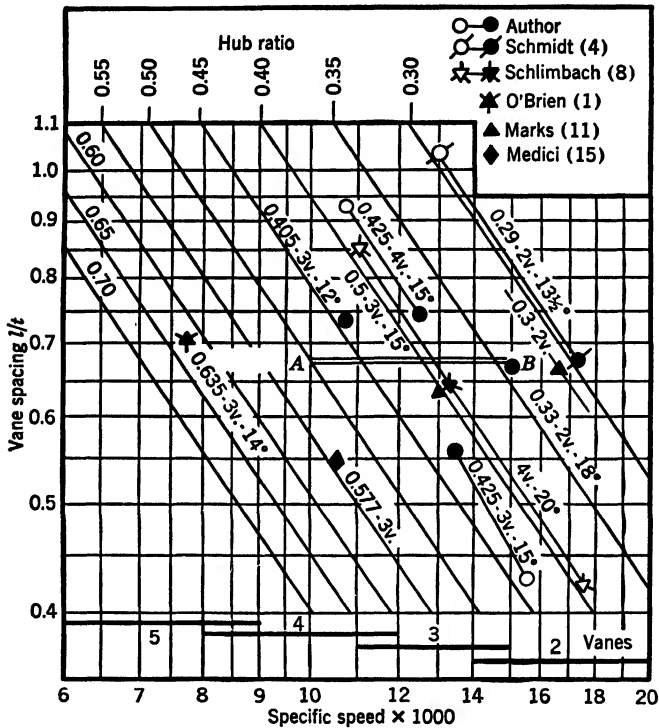 Hub ratio
0.55
0.50
0.45
0.40
0.35
0.30
Author
Schmidt (4)
Schlimbach (8)
O'Brien (1)
Marks (11)
Medici (15)
Vane spacing l/t
1.1
1.0
0.9
0.8
0.7
0.6
0.5
0.4
0.60
0.65
0.70
0.405-3v.-12°
0.425-4v.-15°
0.5-3v.-15°
0.29-2v.-13½°
-0.3-2v.
0.33-2v.-18°
A
B
0.635-3v.-14°
0.577-3v.
4v.-20°
0.425-3v.-15°
5
4
3
2
Vanes
6 7 8 9 10 12 14 16 18 20
Specific speed × 1000